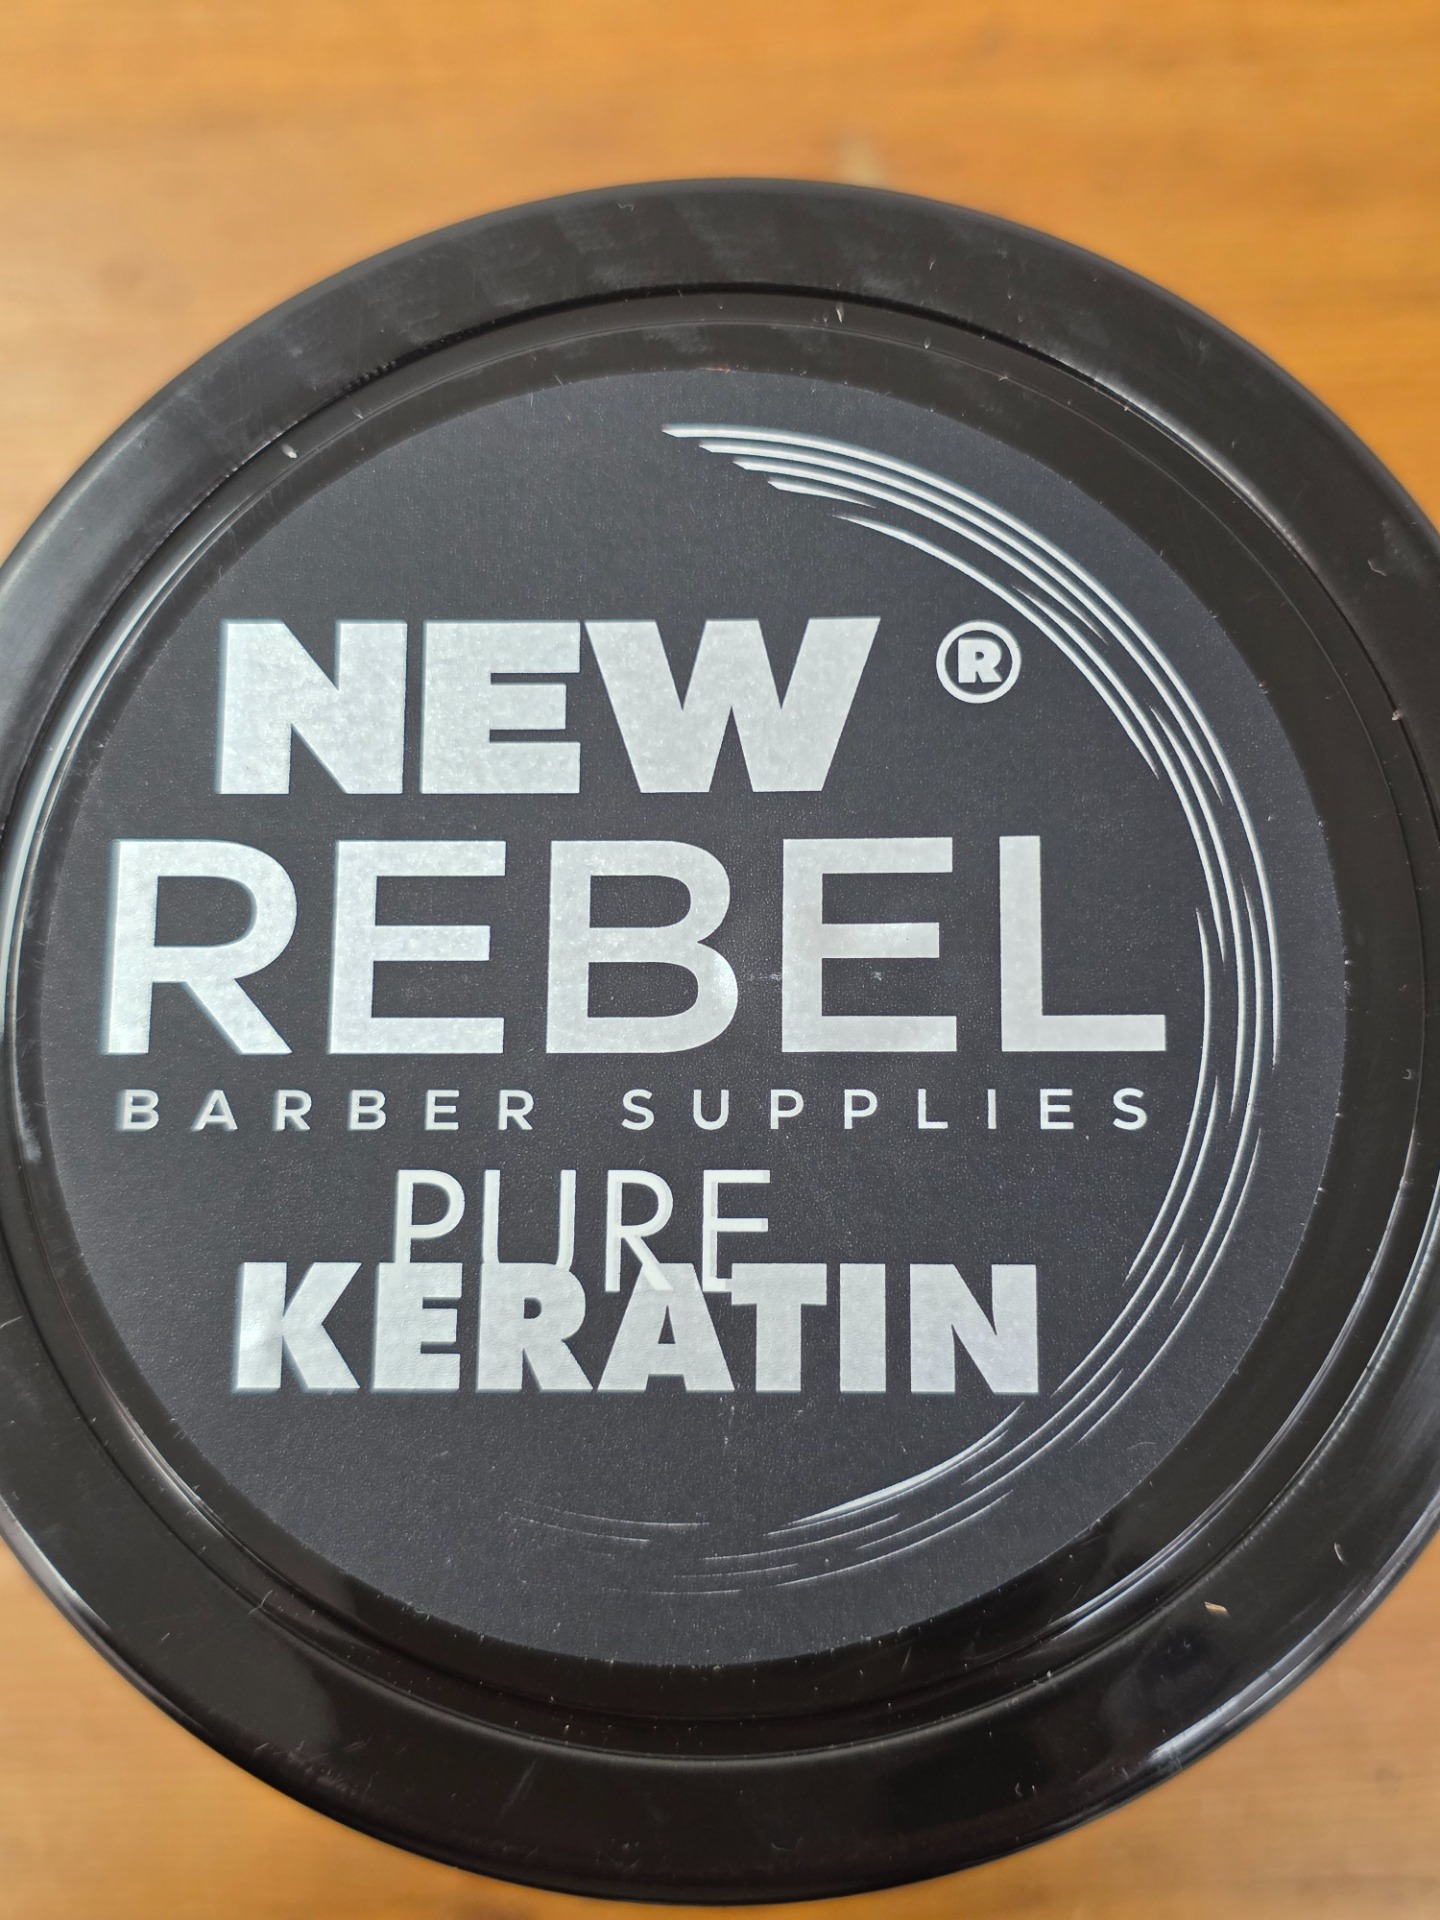 NEW ®
REBEL
BARBER SUPPLIES
PURE
KERATIN